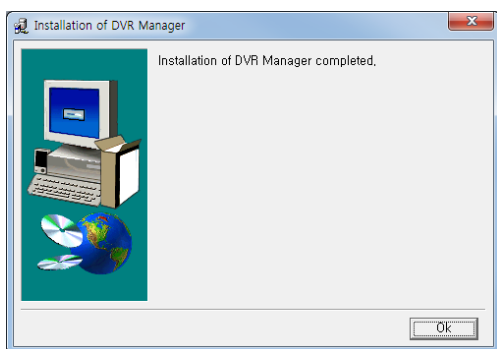 Installation of DVR Manager
Installation of DVR Manager completed.
Ok